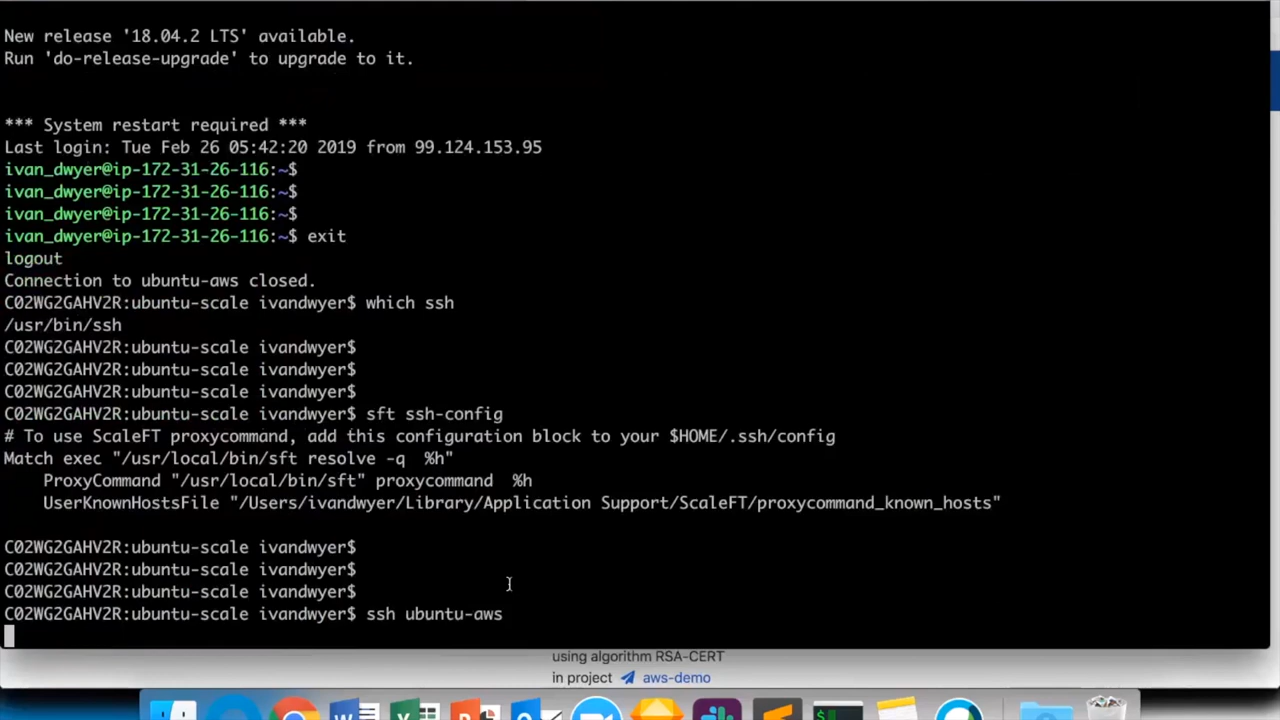 New release '18.04.2 LTS' available.
Run 'do-release-upgrade' to upgrade to it.
*** System restart required ***
Last login: Tue Feb 26 05:42:20 2019 from 99.124.153.95
ivan_dwyer@ip-172-31-26-116:~$
ivan_dwyer@ip-172-31-26-116:~$
ivan_dwyer@ip-172-31-26-116:~$
ivan_dwyer@ip-172-31-26-116:~$ exit
logout
Connection to ubuntu-aws closed.
C02WG2GAHV2R:ubuntu-scale ivandwyer$ which ssh
/usr/bin/ssh
C02WG2GAHV2R:ubuntu-scale ivandwyer$
C02WG2GAHV2R:ubuntu-scale ivandwyer$
C02WG2GAHV2R:ubuntu-scale ivandwyer$
C02WG2GAHV2R:ubuntu-scale ivandwyer$ sft ssh-config
# To use ScaleFT proxycommand, add this configuration block to your $HOME/.ssh/config
Match exec "/usr/local/bin/sft resolve -q  %h"
    ProxyCommand "/usr/local/bin/sft" proxycommand  %h
    UserKnownHostsFile "/Users/ivandwyer/Library/Application Support/ScaleFT/proxycommand_known_hosts"
C02WG2GAHV2R:ubuntu-scale ivandwyer$
C02WG2GAHV2R:ubuntu-scale ivandwyer$
C02WG2GAHV2R:ubuntu-scale ivandwyer$
C02WG2GAHV2R:ubuntu-scale ivandwyer$ ssh ubuntu-aws
using algorithm RSA-CERT
in project aws-demo